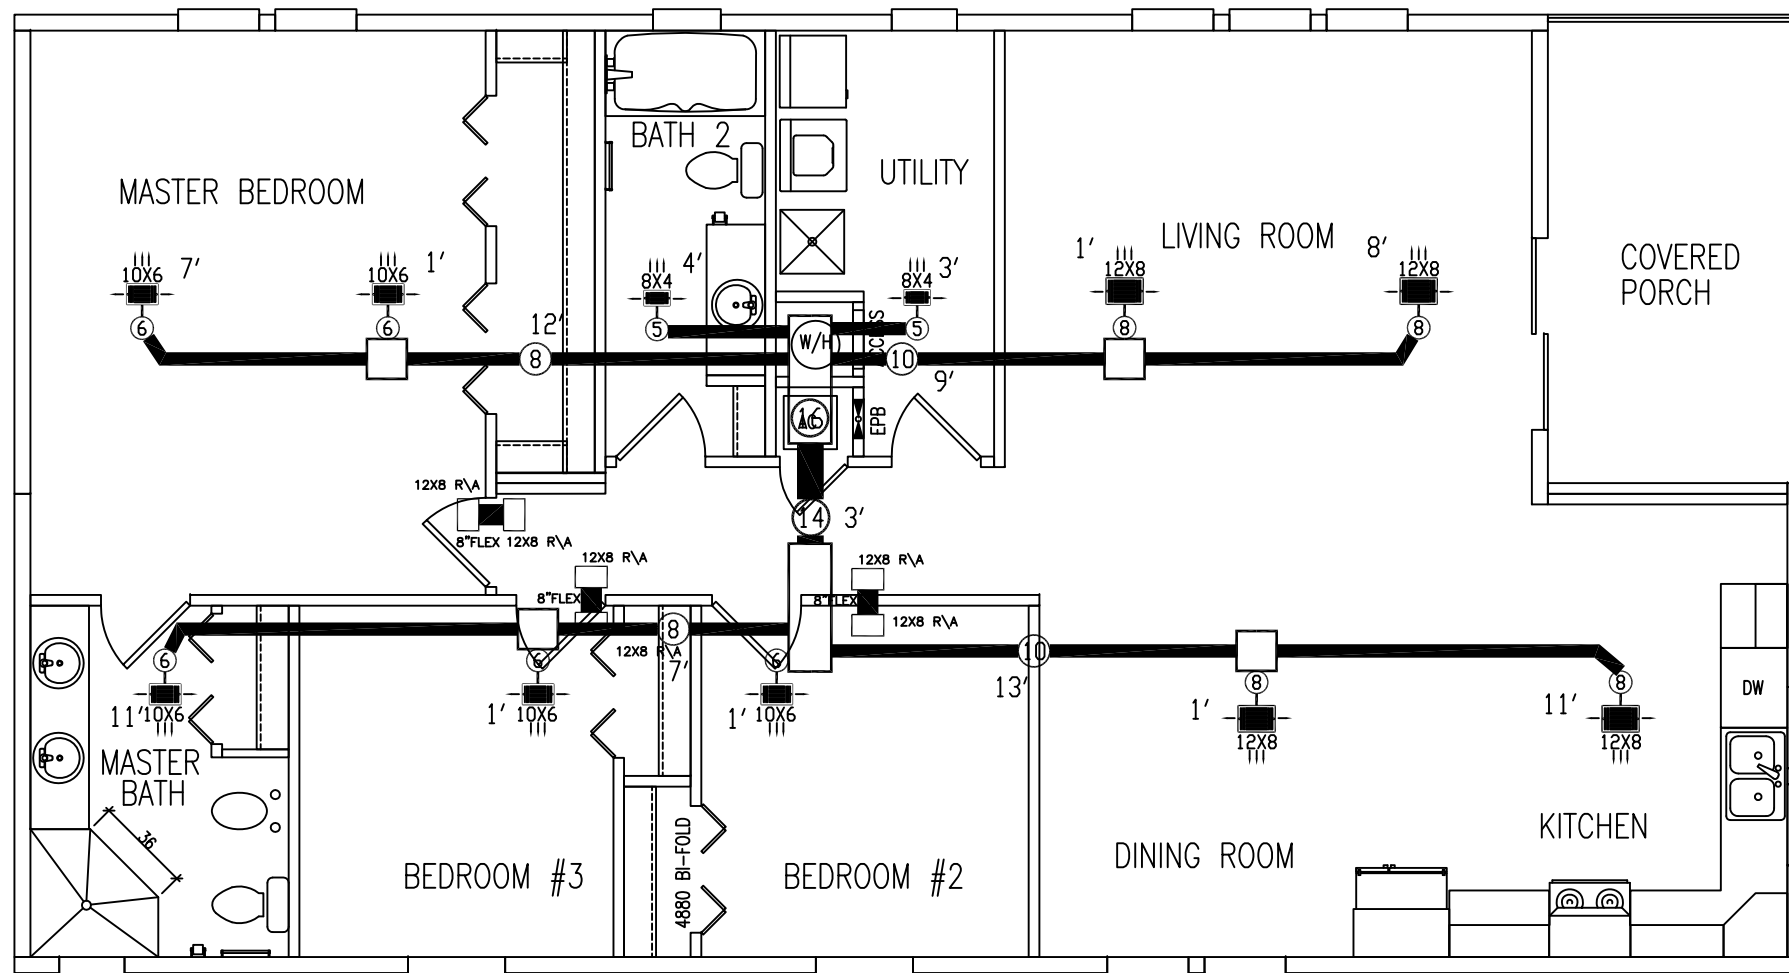 BATH 2
UTILITY
MASTER BEDROOM
LIVING ROOM
COVERED
PORCH
10X6 7'
10X6 1'
8X4 4'
8X4 3'
1' 12X8
8' 12X8
6
6
5
5
8
8
12'
8
W/H
10
9'
EPB
16
12X8 R\A
8"FLEX 12X8 R\A
14 3'
12X8 R\A
8"FLEX
12X8 R\A
12X8 R\A
8"FLEX
12X8 R\A
8
7'
10
13'
6
6
6
8
8
11' 10X6
1' 10X6
1' 10X6
1' 12X8
11' 12X8
DW
MASTER
BATH
36
BEDROOM #3
4880 BI-FOLD
BEDROOM #2
DINING ROOM
KITCHEN